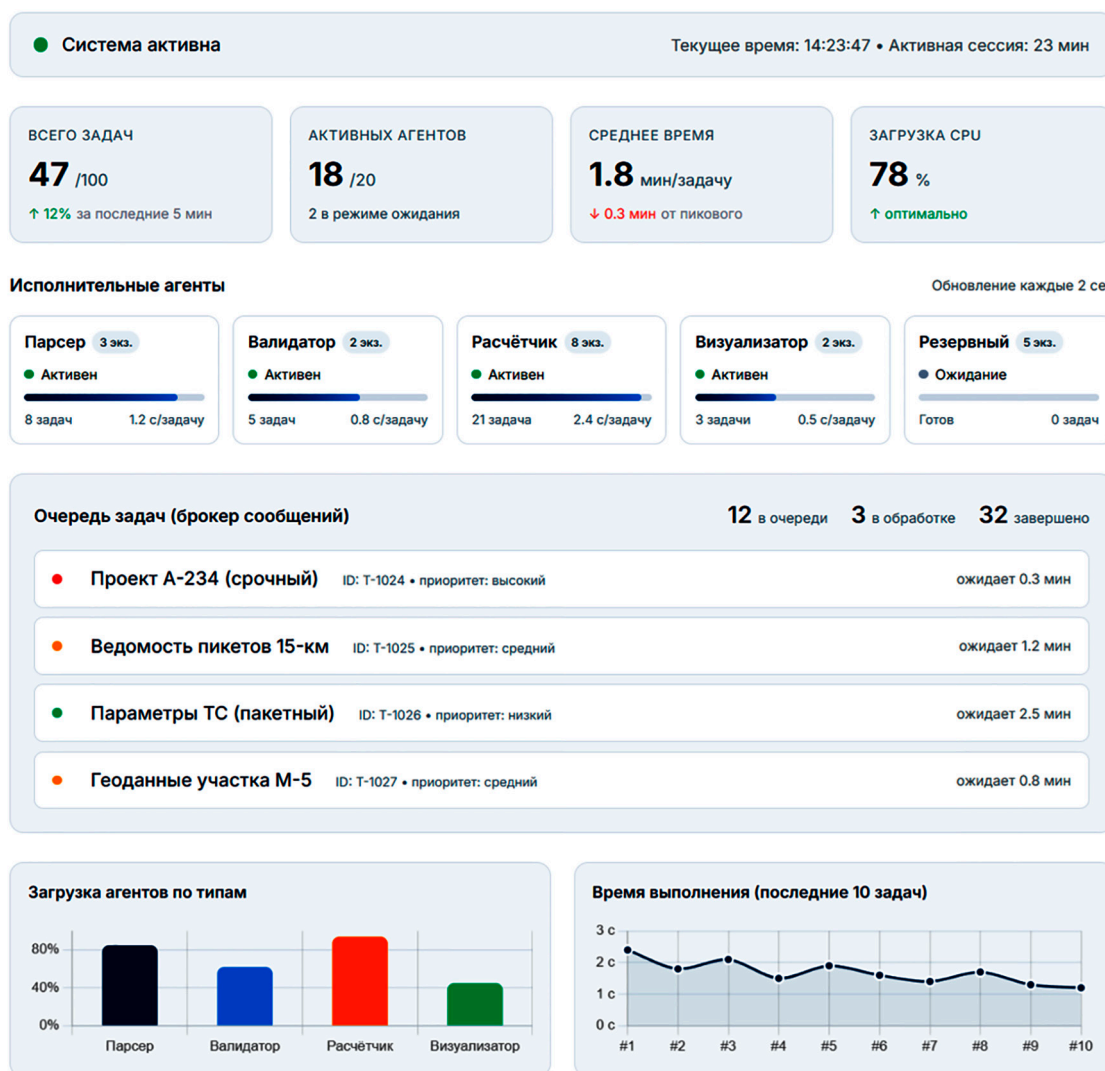 Система активна
Текущее время: 14:23:47 • Активная сессия: 23 мин
ВСЕГО ЗАДАЧ
47 /100
↑ 12% за последние 5 мин
АКТИВНЫХ АГЕНТОВ
18 /20
2 в режиме ожидания
СРЕДНЕЕ ВРЕМЯ
1.8 мин/задачу
↓ 0.3 мин от пикового
ЗАГРУЗКА CPU
78 %
↑ оптимально
Исполнительные агенты
Обновление каждые 2 се
Парсер 3 экз.
Активен
8 задач 1.2 с/задачу
Валидатор 2 экз.
Активен
5 задач 0.8 с/задачу
Расчётчик 8 экз.
Активен
21 задача 2.4 с/задачу
Визуализатор 2 экз.
Активен
3 задачи 0.5 с/задачу
Резервный 5 экз.
Ожидание
Готов 0 задач
Очередь задач (брокер сообщений)
12 в очереди 3 в обработке 32 завершено
Проект А-234 (срочный) ID: T-1024 • приоритет: высокий ожидает 0.3 мин
Ведомость пикетов 15-км ID: T-1025 • приоритет: средний ожидает 1.2 мин
Параметры ТС (пакетный) ID: T-1026 • приоритет: низкий ожидает 2.5 мин
Геоданные участка М-5 ID: T-1027 • приоритет: средний ожидает 0.8 мин
Загрузка агентов по типам
80%
40%
0%
Парсер Валидатор Расчётчик Визуализатор
Время выполнения (последние 10 задач)
3 с
2 с
1 с
0 с
#1 #2 #3 #4 #5 #6 #7 #8 #9 #10